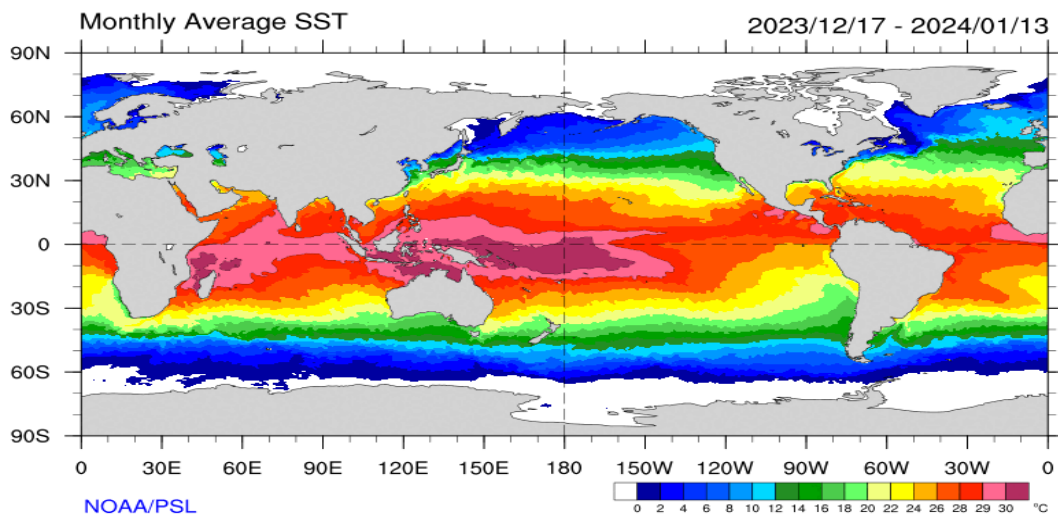 Monthly Average SST 2023/12/17 - 2024/01/13
90N
60N
30N
0
30S
60S
90S
0 30E 60E 90E 120E 150E 180 150W 120W 90W 60W 30W 0
NOAA/PSL
0 2 4 6 8 10 12 14 16 18 20 22 24 26 28 29 30 °C